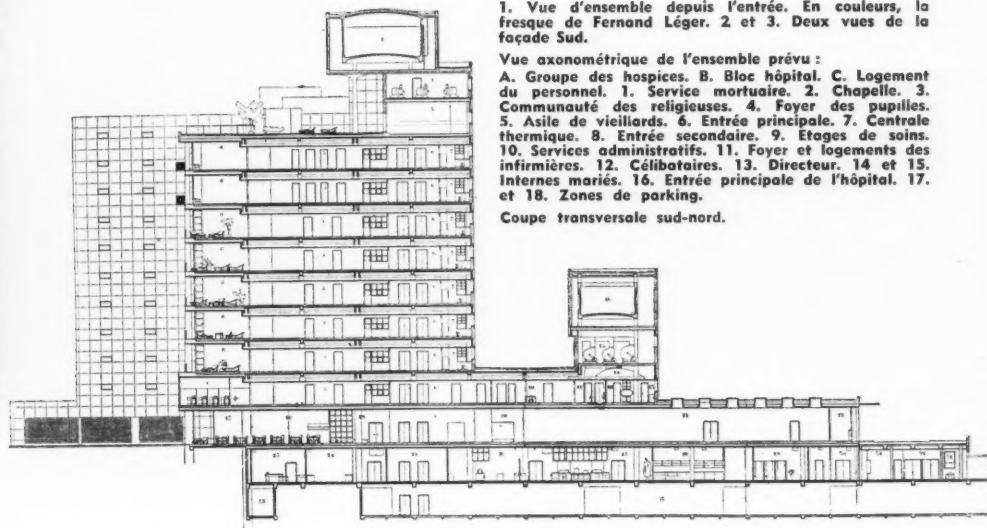 1. Vue d'ensemble depuis l'entrée. En couleurs, la
fresque de Fernand Léger. 2 et 3. Deux vues de la
façade Sud.
Vue axonométrique de l'ensemble prévu :
A. Groupe des hospices. B. Bloc hôpital. C. Logement
du personnel. 1. Service mortuaire. 2. Chapelle. 3.
Communauté des religieuses. 4. Foyer des pupilles.
5. Asile de vieillards. 6. Entrée principale. 7. Centrale
thermique. 8. Entrée secondaire. 9. Etages de soins.
10. Services administratifs. 11. Foyer et logements des
infirmières. 12. Célibataires. 13. Directeur. 14 et 15.
Internes mariés. 16. Entrée principale de l'hôpital. 17.
et 18. Zones de parking.
Coupe transversale sud-nord.